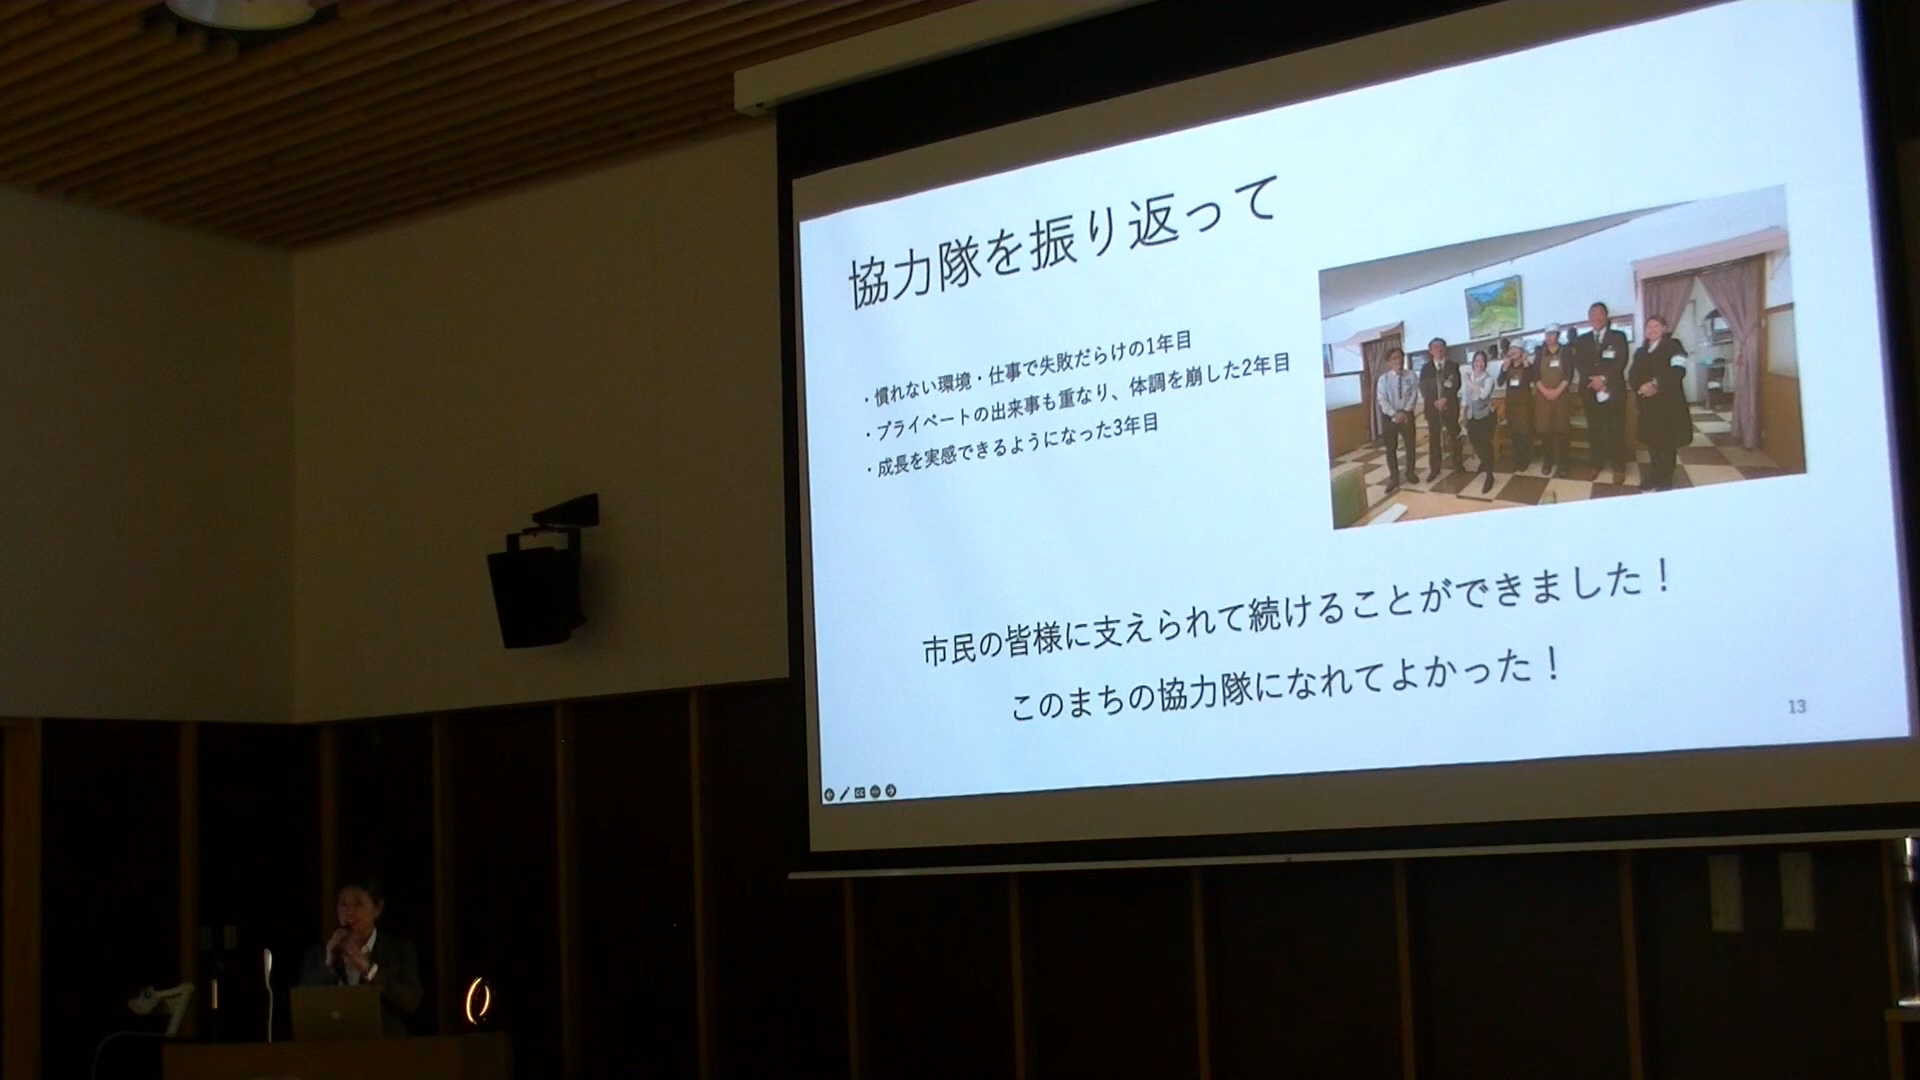 協力隊を振り返って
・慣れない環境・仕事で失敗だらけの1年目
・プライベートの出来事も重なり、体調を崩した2年目
・成長を実感できるようになった3年目
市民の皆様に支えられて続けることができました！
このまちの協力隊になれてよかった！
13